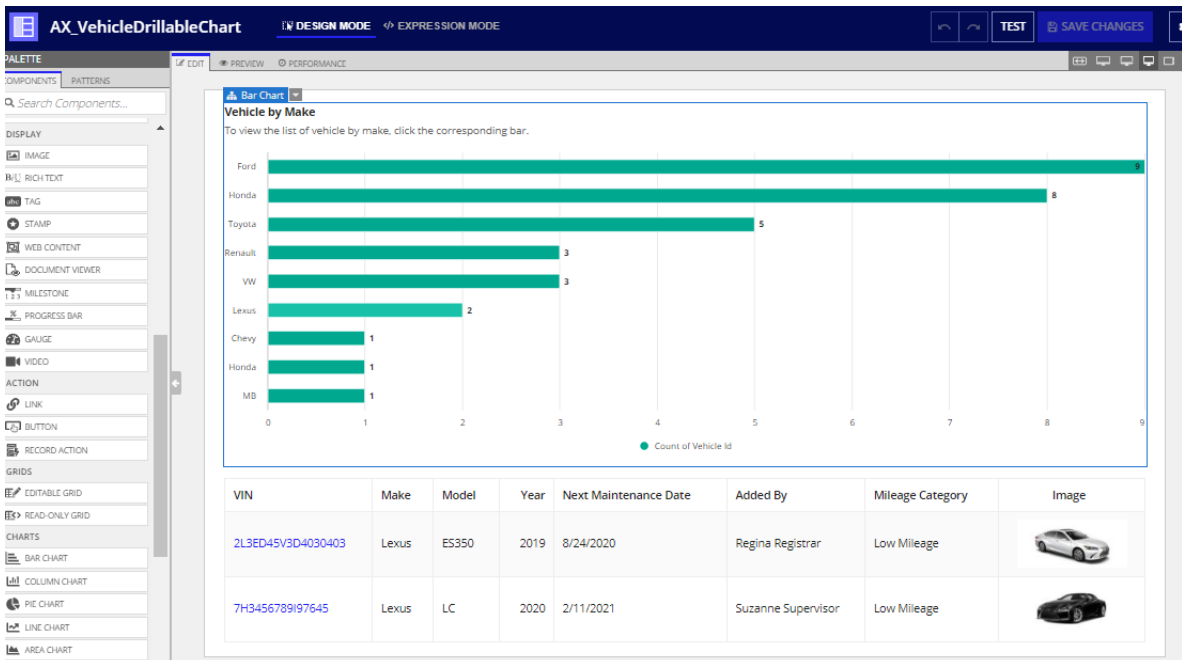 AX_VehicleDrillableChart
DESIGN MODE
</> EXPRESSION MODE
TEST
SAVE CHANGES
PALETTE
EDIT
PREVIEW
PERFORMANCE
COMPONENTS
PATTERNS
Search Components...
DISPLAY
IMAGE
RICH TEXT
TAG
STAMP
WEB CONTENT
DOCUMENT VIEWER
MILESTONE
PROGRESS BAR
GAUGE
VIDEO
ACTION
LINK
BUTTON
RECORD ACTION
GRIDS
EDITABLE GRID
READ-ONLY GRID
CHARTS
BAR CHART
COLUMN CHART
PIE CHART
LINE CHART
AREA CHART
Bar Chart
Vehicle by Make
To view the list of vehicle by make, click the corresponding bar.
Ford 9
Honda 8
Toyota 5
Renault 3
VW 3
Lexus 2
Chevy 1
Honda 1
MB 1
0 1 2 3 4 5 6 7 8 9
Count of Vehicle Id
VIN Make Model Year Next Maintenance Date Added By Mileage Category Image
2L3ED45V3D4030403 Lexus ES350 2019 8/24/2020 Regina Registrar Low Mileage
7H3456789I97645 Lexus LC 2020 2/11/2021 Suzanne Supervisor Low Mileage